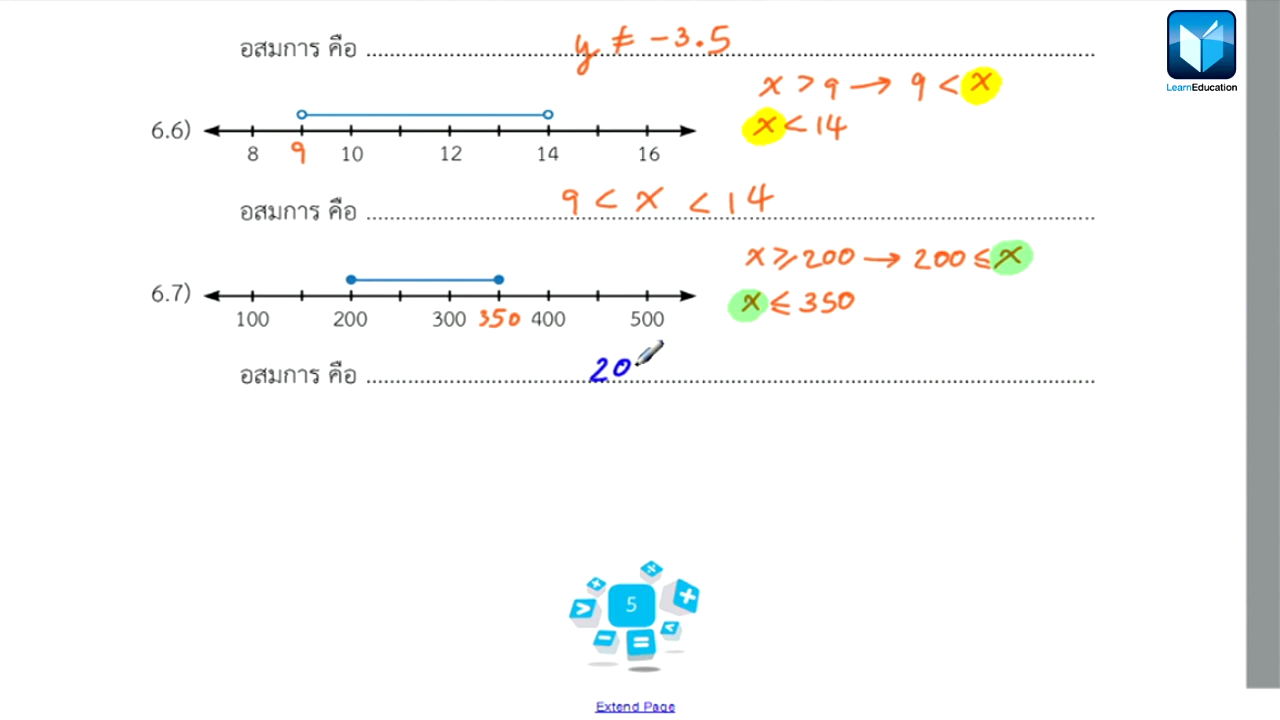 อสมการ คือ ........ y ≠ -3.5 ........
LearnEducation
x > 9 → 9 < x
x < 14
6.6)
8 9 10 12 14 16
อสมการ คือ ........ 9 < x < 14 ........
x ≥ 200 → 200 ≤ x
x ≤ 350
6.7)
100 200 300 350 400 500
อสมการ คือ ........ 20 ........
5
Extend Page